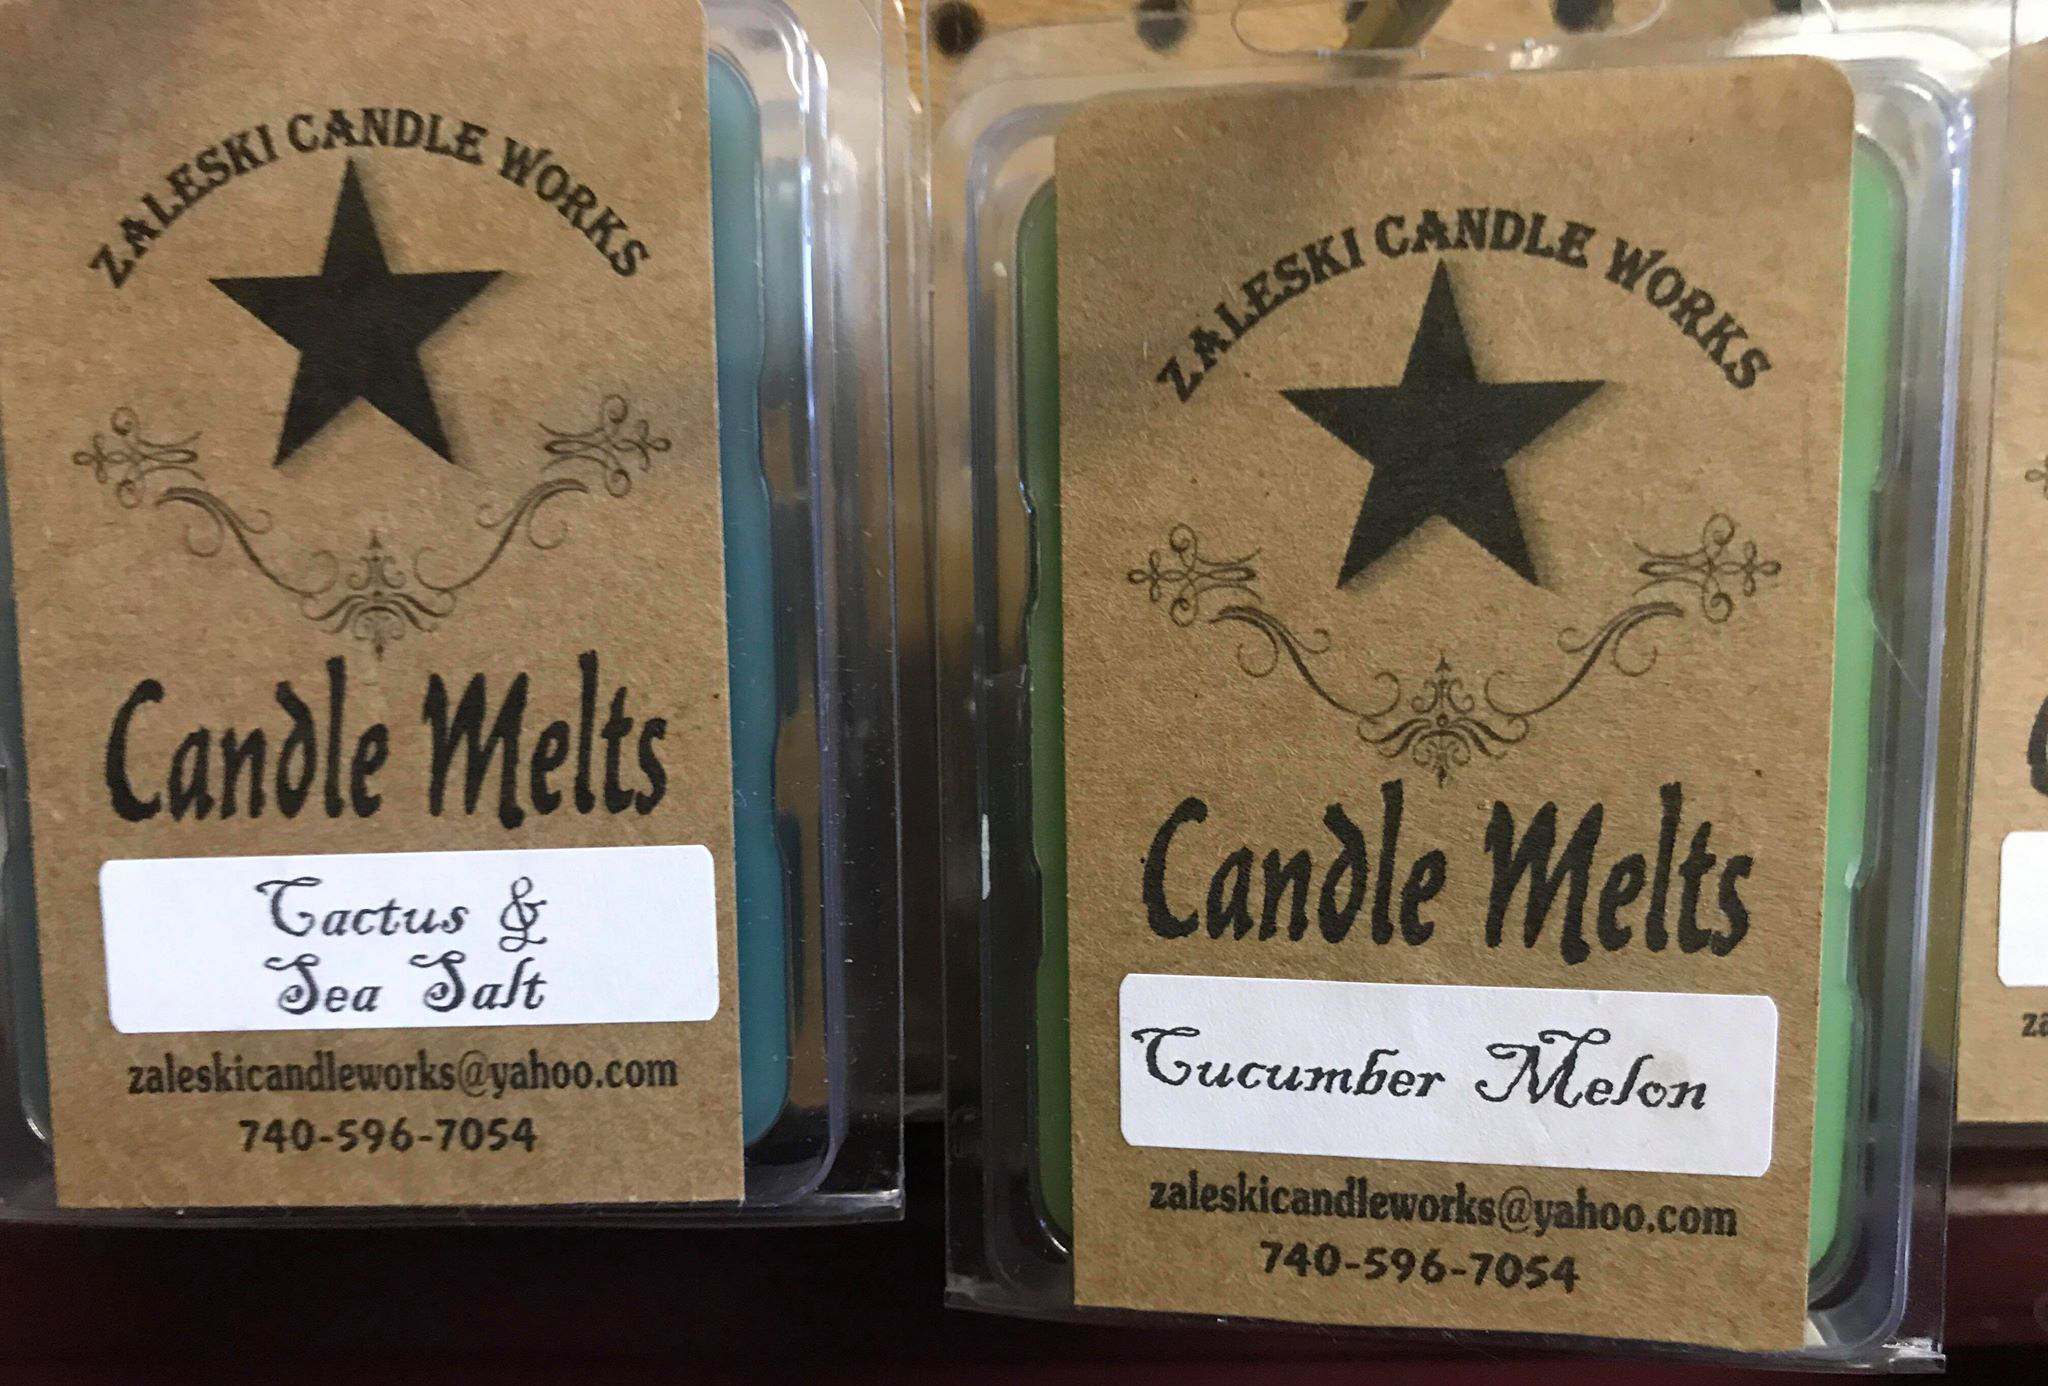 ZALESKI CANDLE WORKS
Candle Melts
Cactus &
Sea Salt
zaleskicandleworks@yahoo.com
740-596-7054
ZALESKI CANDLE WORKS
Candle Melts
Cucumber Melon
zaleskicandleworks@yahoo.com
740-596-7054